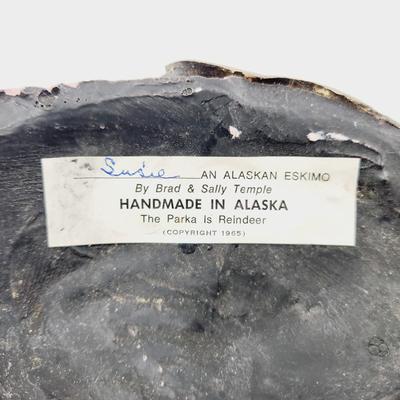 Susie AN ALASKAN ESKIMO
By Brad & Sally Temple
HANDMADE IN ALASKA
The Parka Is Reindeer
(COPYRIGHT 1965)